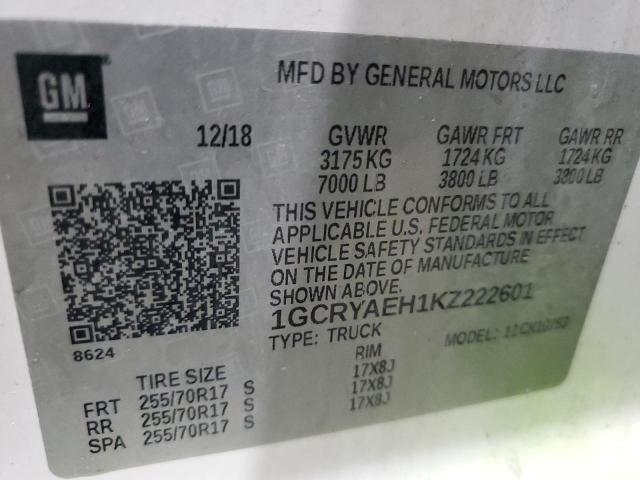 GM
MFD BY GENERAL MOTORS LLC
12/18 GVWR GAWR FRT GAWR RR
3175 KG 1724 KG 1724 KG
7000 LB 3800 LB 3800 LB
THIS VEHICLE CONFORMS TO ALL
APPLICABLE U.S. FEDERAL MOTOR
VEHICLE SAFETY STANDARDS IN EFFECT
ON THE DATE OF MANUFACTURE
SHOWN ABOVE.
1GCRYAEH1KZ222601
TYPE: TRUCK MODEL:
8624
TIRE SIZE RIM
FRT 255/70R17 S 17X8J
RR 255/70R17 S 17X8J
SPA 255/70R17 S 17X8J